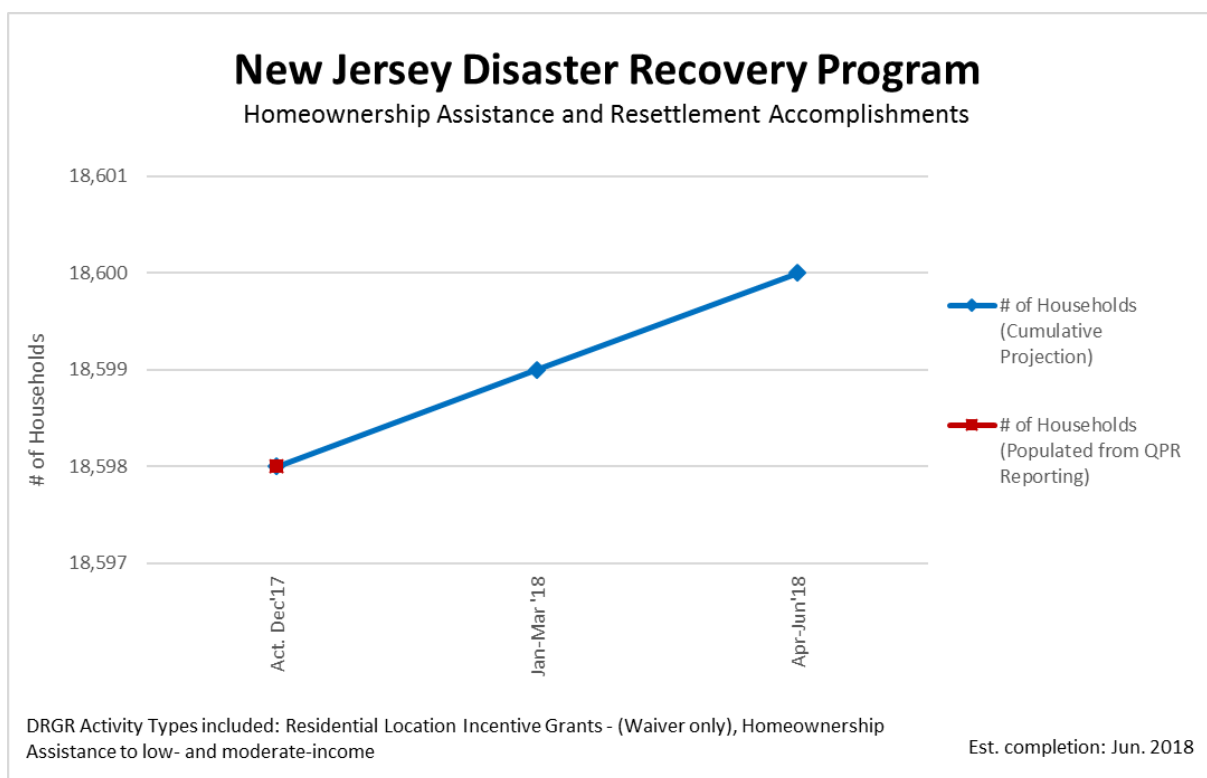 New Jersey Disaster Recovery Program
Homeownership Assistance and Resettlement Accomplishments
18,601
18,600
18,599
18,598
18,597
# of Households
Act. Dec'17
Jan-Mar '18
Apr-Jun'18
# of Households
(Cumulative
Projection)
# of Households
(Populated from QPR
Reporting)
DRGR Activity Types included: Residential Location Incentive Grants - (Waiver only), Homeownership
Assistance to low- and moderate-income
Est. completion: Jun. 2018